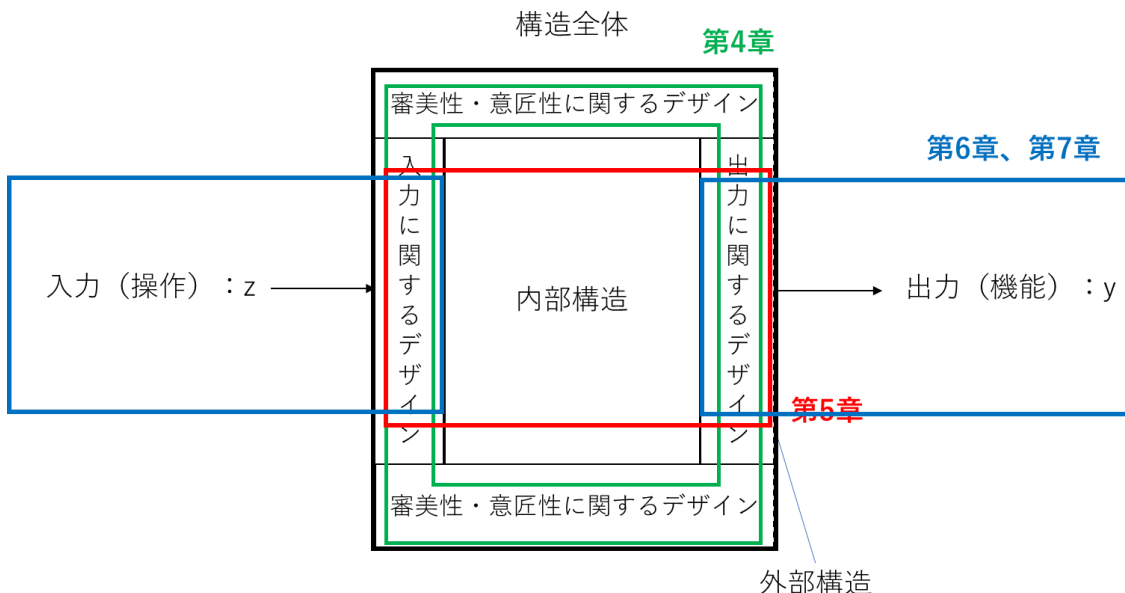 構造全体
第4章
審美性・意匠性に関するデザイン
第6章、第7章
入力に関するデザイン
出力に関するデザイン
入力（操作）：z
内部構造
出力（機能）：y
第5章
審美性・意匠性に関するデザイン
外部構造